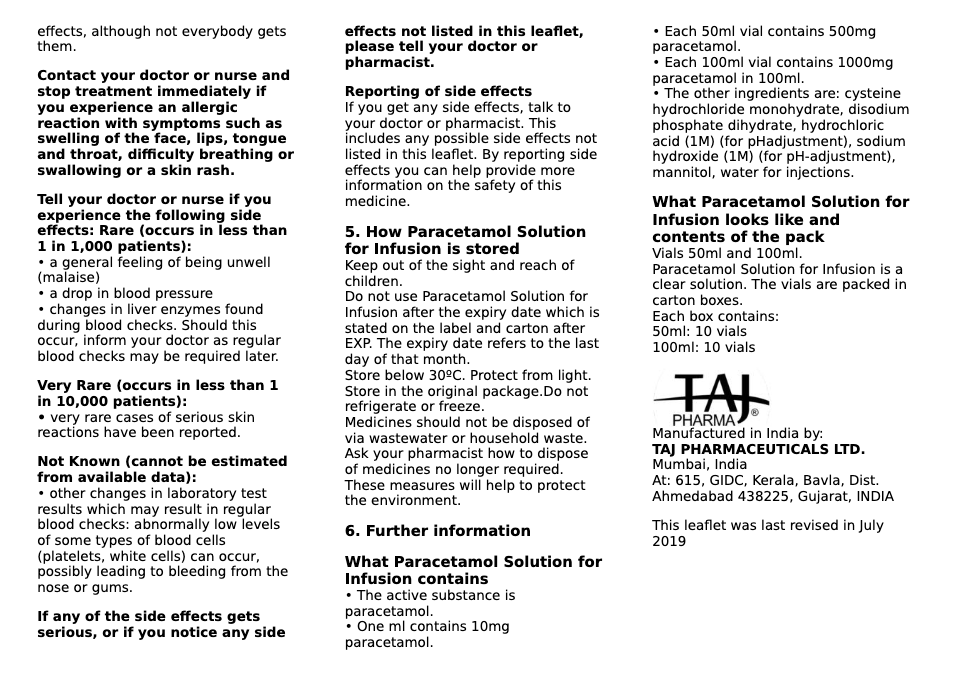 effects, although not everybody gets
them.
Contact your doctor or nurse and
stop treatment immediately if
you experience an allergic
reaction with symptoms such as
swelling of the face, lips, tongue
and throat, difficulty breathing or
swallowing or a skin rash.
Tell your doctor or nurse if you
experience the following side
effects: Rare (occurs in less than
1 in 1,000 patients):
• a general feeling of being unwell
(malaise)
• a drop in blood pressure
• changes in liver enzymes found
during blood checks. Should this
occur, inform your doctor as regular
blood checks may be required later.
Very Rare (occurs in less than 1
in 10,000 patients):
• very rare cases of serious skin
reactions have been reported.
Not Known (cannot be estimated
from available data):
• other changes in laboratory test
results which may result in regular
blood checks: abnormally low levels
of some types of blood cells
(platelets, white cells) can occur,
possibly leading to bleeding from the
nose or gums.
If any of the side effects gets
serious, or if you notice any side
effects not listed in this leaflet,
please tell your doctor or
pharmacist.
Reporting of side effects
If you get any side effects, talk to
your doctor or pharmacist. This
includes any possible side effects not
listed in this leaflet. By reporting side
effects you can help provide more
information on the safety of this
medicine.
5. How Paracetamol Solution
for Infusion is stored
Keep out of the sight and reach of
children.
Do not use Paracetamol Solution for
Infusion after the expiry date which is
stated on the label and carton after
EXP. The expiry date refers to the last
day of that month.
Store below 30ºC. Protect from light.
Store in the original package.Do not
refrigerate or freeze.
Medicines should not be disposed of
via wastewater or household waste.
Ask your pharmacist how to dispose
of medicines no longer required.
These measures will help to protect
the environment.
6. Further information
What Paracetamol Solution for
Infusion contains
• The active substance is
paracetamol.
• One ml contains 10mg
paracetamol.
• Each 50ml vial contains 500mg
paracetamol.
• Each 100ml vial contains 1000mg
paracetamol in 100ml.
• The other ingredients are: cysteine
hydrochloride monohydrate, disodium
phosphate dihydrate, hydrochloric
acid (1M) (for pHadjustment), sodium
hydroxide (1M) (for pH-adjustment),
mannitol, water for injections.
What Paracetamol Solution for
Infusion looks like and
contents of the pack
Vials 50ml and 100ml.
Paracetamol Solution for Infusion is a
clear solution. The vials are packed in
carton boxes.
Each box contains:
50ml: 10 vials
100ml: 10 vials
TAJ
PHARMA ®
Manufactured in India by:
TAJ PHARMACEUTICALS LTD.
Mumbai, India
At: 615, GIDC, Kerala, Bavla, Dist.
Ahmedabad 438225, Gujarat, INDIA
This leaflet was last revised in July
2019